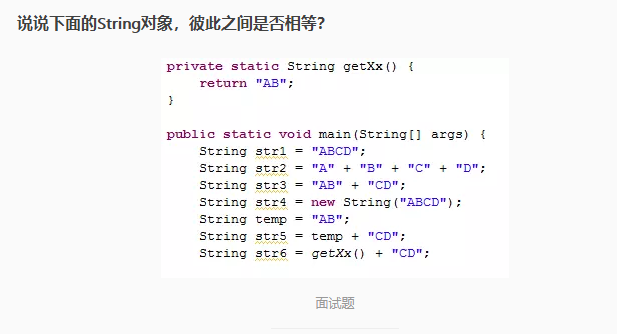 说说下面的String对象，彼此之间是否相等？
private static String getXx() {
    return "AB";
}
public static void main(String[] args) {
    String str1 = "ABCD";
    String str2 = "A" + "B" + "C" + "D";
    String str3 = "AB" + "CD";
    String str4 = new String("ABCD");
    String temp = "AB";
    String str5 = temp + "CD";
    String str6 = getXx() + "CD";
面试题